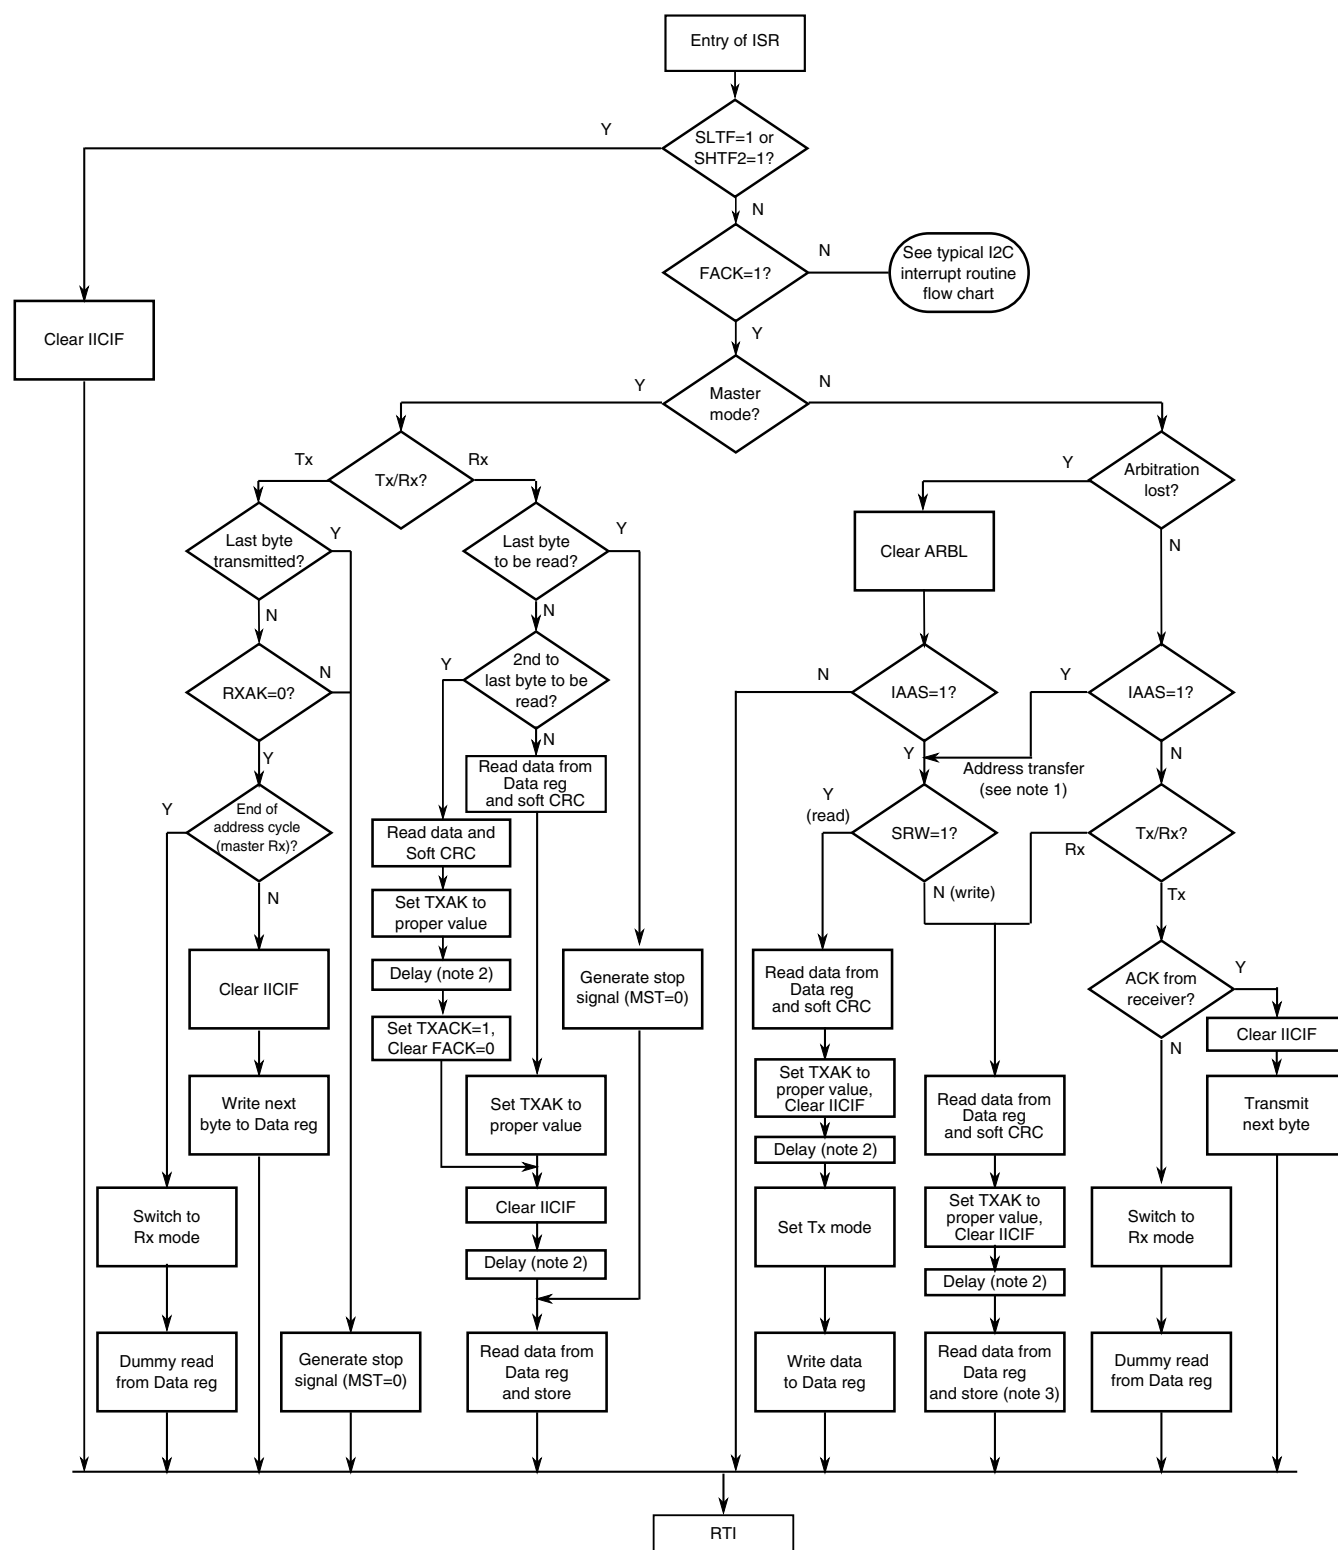 Entry of ISR
Y
SLTF=1 or
SHTF2=1?
N
FACK=1?
N
See typical I2C
interrupt routine
flow chart
Clear IICIF
Y
Y
Master
mode?
N
Tx
Tx/Rx?
Rx
Y
Arbitration
lost?
Last byte
transmitted?
Y
Last byte
to be read?
Y
Clear ARBL
N
N
N
RXAK=0?
N
Y
2nd to
last byte to be
read?
N
IAAS=1?
Y
IAAS=1?
Y
N
Read data from
Data reg
and soft CRC
Y
Address transfer
(see note 1)
N
Y
End of
address cycle
(master Rx)?
Read data and
Soft CRC
Y
(read)
SRW=1?
Rx
Tx/Rx?
N
Set TXAK to
proper value
N (write)
Tx
Clear IICIF
Delay (note 2)
Generate stop
signal (MST=0)
Read data from
Data reg
and soft CRC
ACK from
receiver?
Y
Set TXACK=1,
Clear FACK=0
N
Clear IICIF
Write next
byte to Data reg
Set TXAK to
proper value
Set TXAK to
proper value,
Clear IICIF
Read data from
Data reg
and soft CRC
Transmit
next byte
Delay (note 2)
Switch to
Rx mode
Clear IICIF
Set Tx mode
Set TXAK to
proper value,
Clear IICIF
Switch to
Rx mode
Delay (note 2)
Delay (note 2)
Dummy read
from Data reg
Generate stop
signal (MST=0)
Read data from
Data reg
and store
Write data
to Data reg
Read data from
Data reg
and store (note 3)
Dummy read
from Data reg
RTI